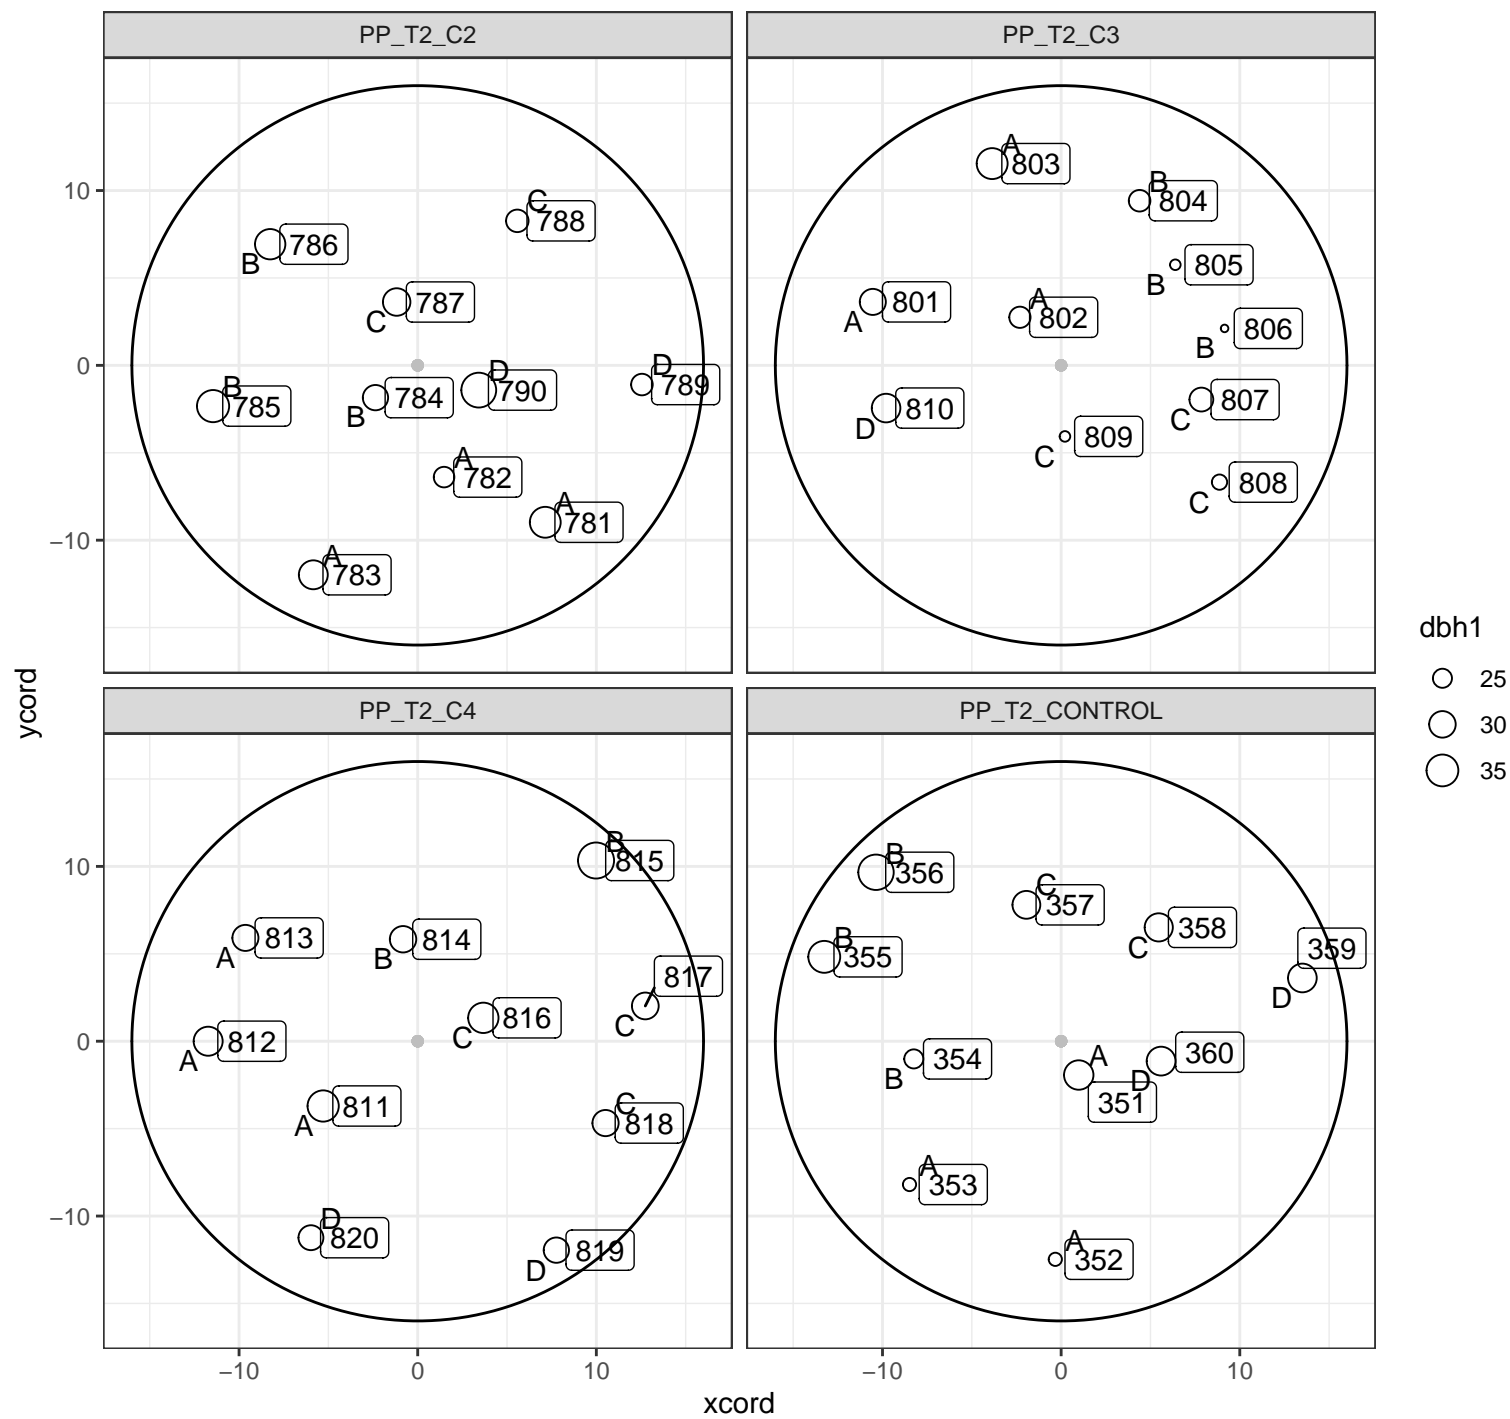 PP_T2_C2
PP_T2_C3
10
0
−10
C
788
786
B
787
C
D
790
D
789
B
785
784
B
A
782
A
781
A
783
A
803
B
804
805
B
801
A
A
802
806
B
807
C
810
D
809
C
808
C
ycord
PP_T2_C4
PP_T2_CONTROL
10
0
−10
B
815
813
A
814
B
817
C
816
C
812
A
811
A
C
818
D
820
819
D
B
356
C
357
358
C
B
355
359
D
354
B
A
351
360
D
A
353
A
352
−10
0
10
−10
0
10
xcord
dbh1
25
30
35